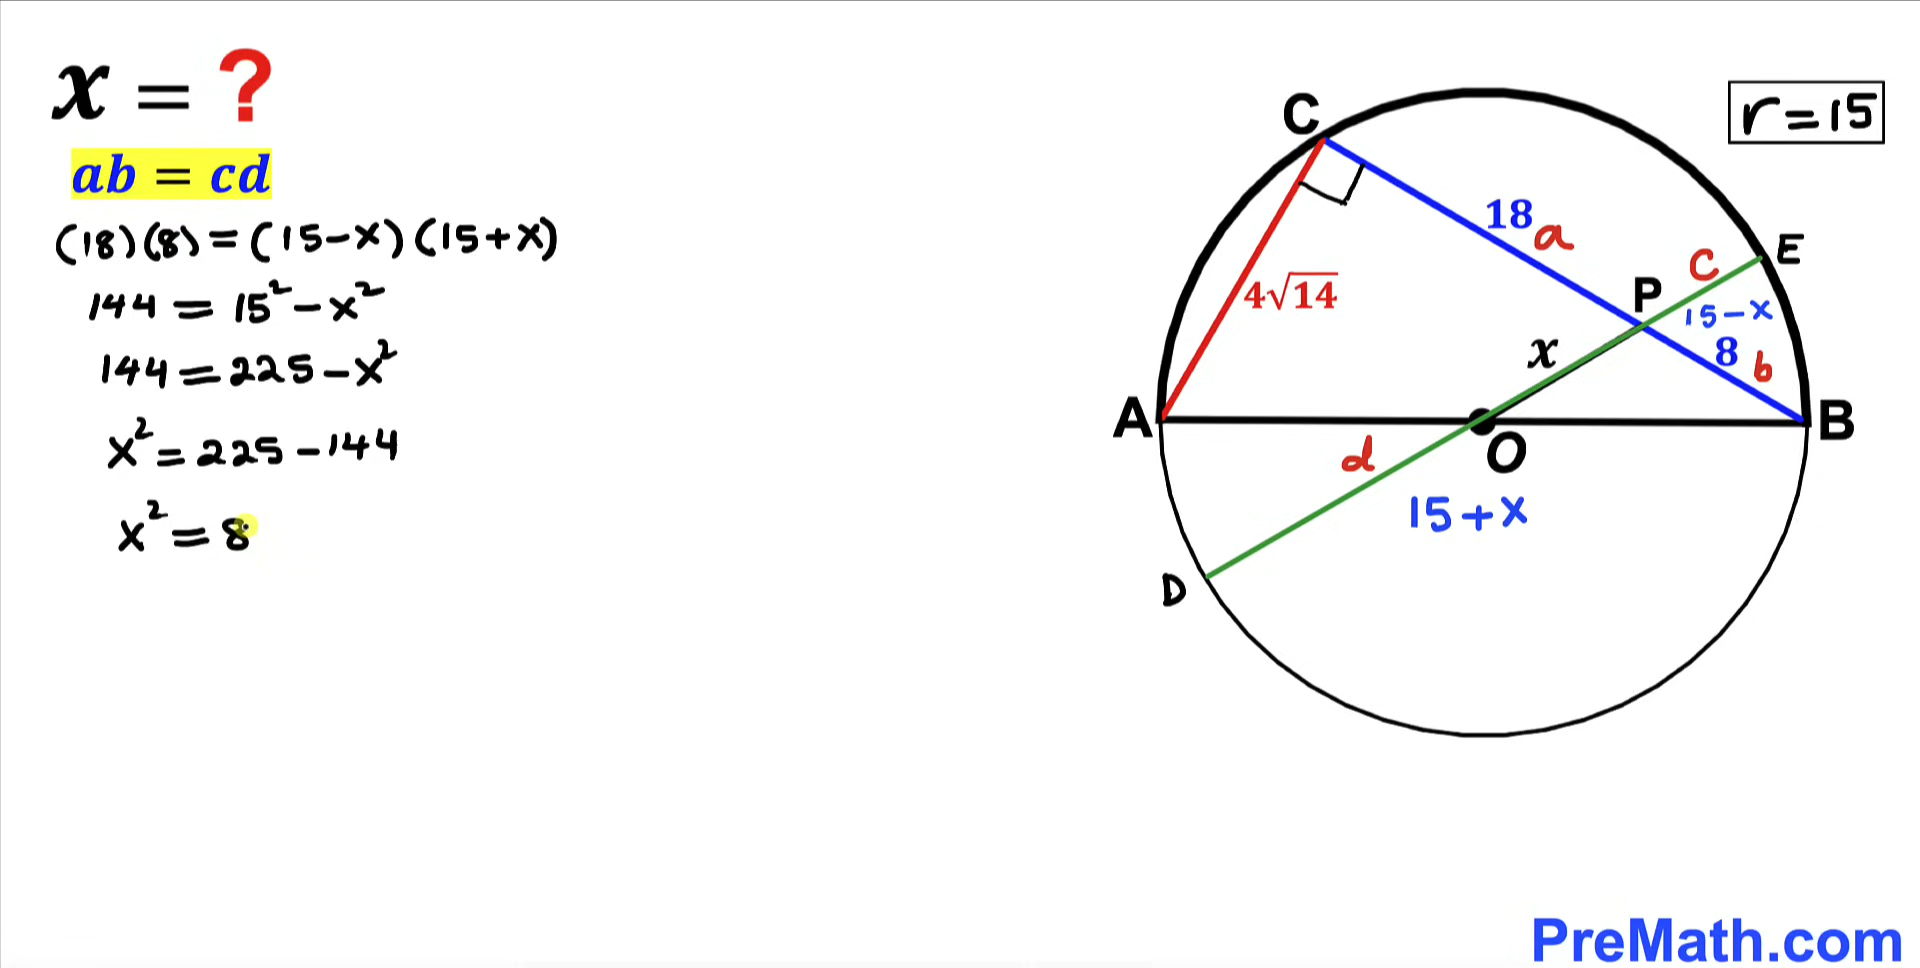 x = ?
ab = cd
(18)(8) = (15-x)(15+x)
144 = 15² - x²
144 = 225 - x²
x² = 225 - 144
x² = 8
r = 15
C
18
a
E
C
4√14
P
15-x
x
8
b
A
B
d
O
15+x
D
PreMath.com